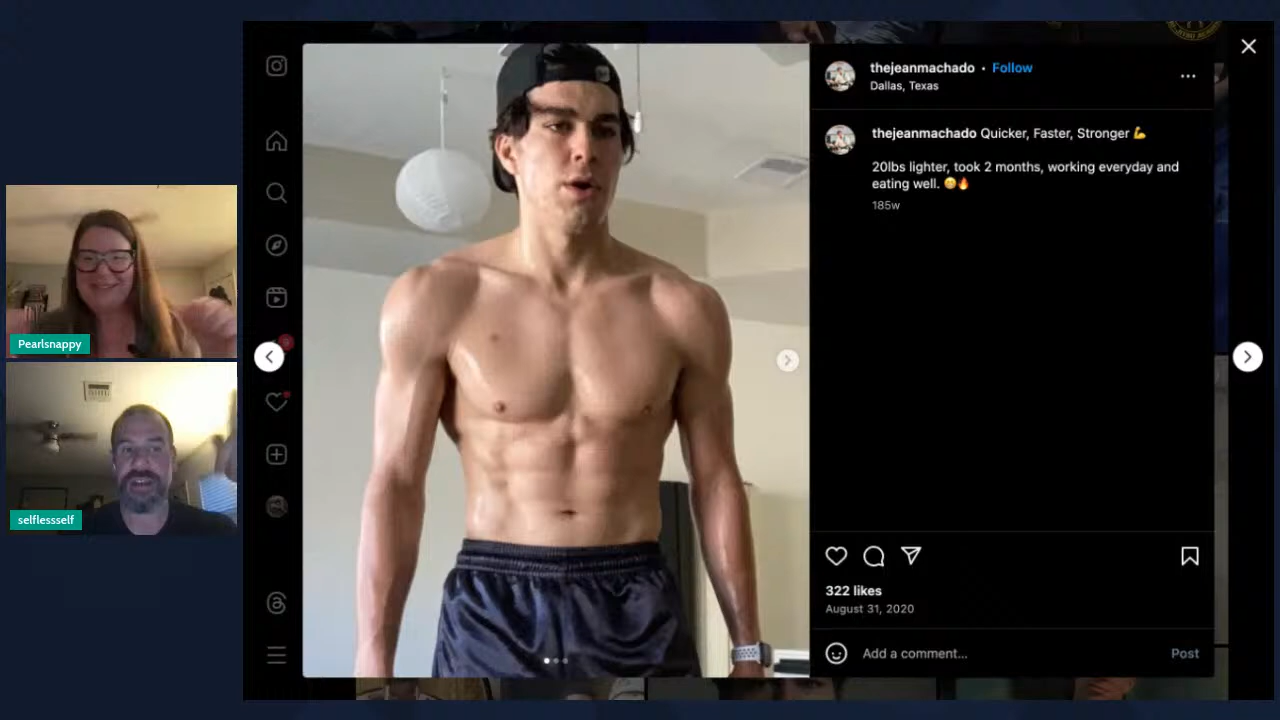 thejeanmachado • Follow
Dallas, Texas
thejeanmachado Quicker, Faster, Stronger 💪
20lbs lighter, took 2 months, working everyday and
eating well. 😁🔥
185w
Pearlsnappy
selflessself
322 likes
August 31, 2020
Add a comment...
Post